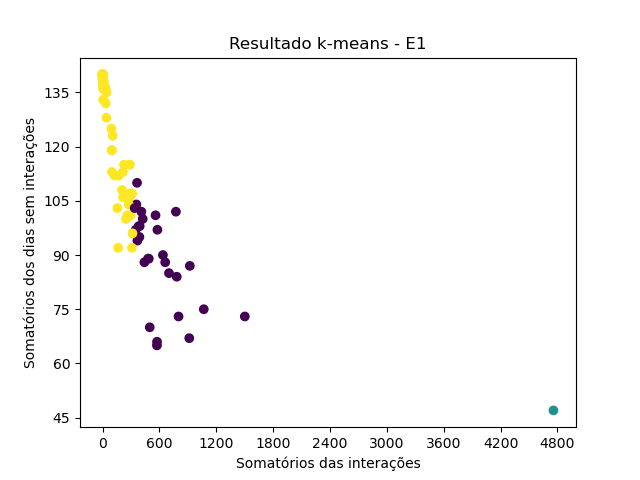 Resultado k-means - E1
Somatórios dos dias sem interações
135
120
105
90
75
60
45
0 600 1200 1800 2400 3000 3600 4200 4800
Somatórios das interações